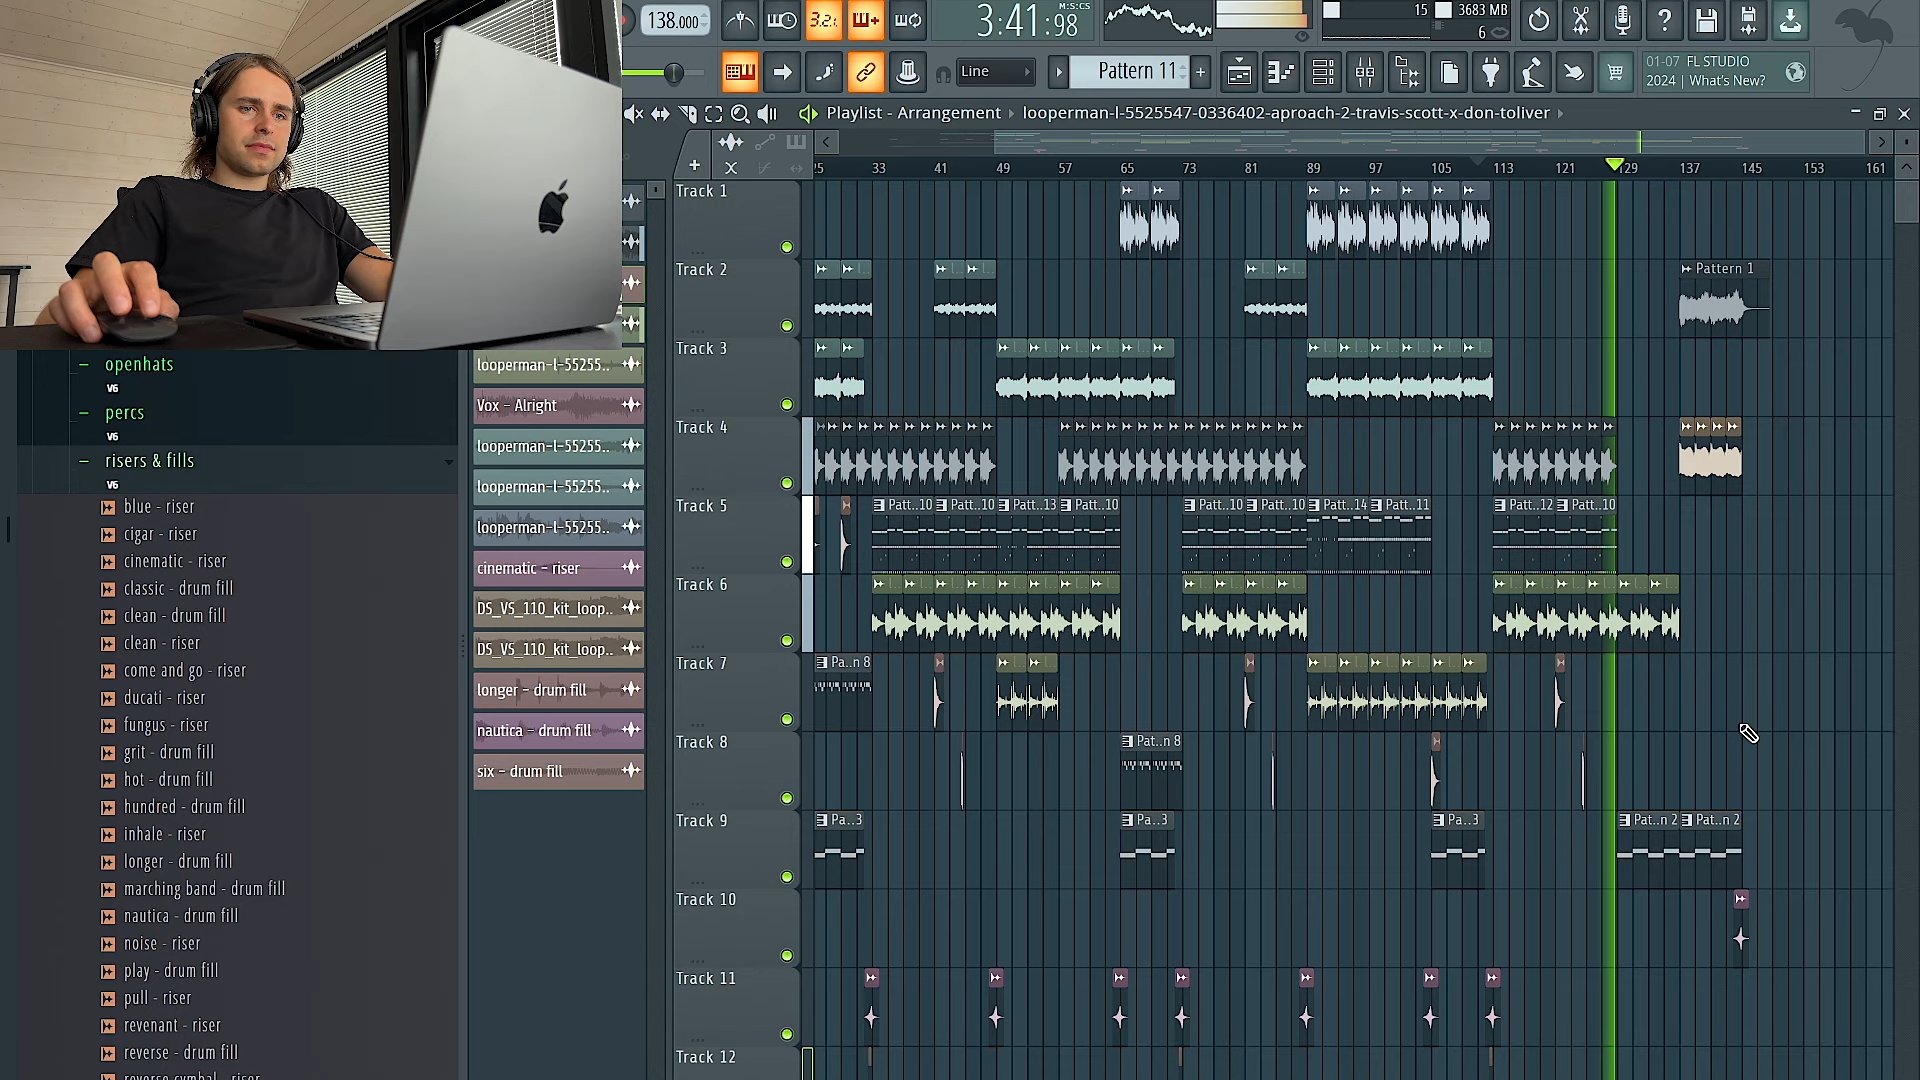 138.000
3:41:98
M:S:CS
15
3683 MB
6
Line
Pattern 11
01-07 FL STUDIO
2024 | What's New?
Playlist - Arrangement
looperman-l-5525547-0336402-aproach-2-travis-scott-x-don-toliver
25 33 41 49 57 65 73 81 89 97 105 113 121 129 137 145 153 161
Track 1
Track 2
Pattern 1
Track 3
openhats
V6
looperman-l-55255..
percs
Vox - Alright
V6
Track 4
risers & fills
looperman-l-55255..
V6
looperman-l-55255..
Track 5
Patt..10 Patt..10 Patt..13 Patt..10 Patt..10 Patt..10 Patt..14 Patt..11 Patt..12 Patt..10
blue - riser
looperman-l-55255..
cigar - riser
cinematic - riser
cinematic - riser
classic - drum fill
Track 6
clean - drum fill
DS_VS_110_kit_loop..
clean - riser
DS_VS_110_kit_loop..
come and go - riser
Track 7
Pa..n 8
ducati - riser
longer - drum fill
fungus - riser
nautica - drum fill
grit - drum fill
Track 8
Pat..n 8
hot - drum fill
six - drum fill
hundred - drum fill
Track 9
Pa..3 Pa..3 Pa..3 Pat..n 2 Pat..n 2
inhale - riser
longer - drum fill
marching band - drum fill
Track 10
nautica - drum fill
noise - riser
play - drum fill
Track 11
pull - riser
revenant - riser
reverse - drum fill
Track 12
reverse cymbal - riser